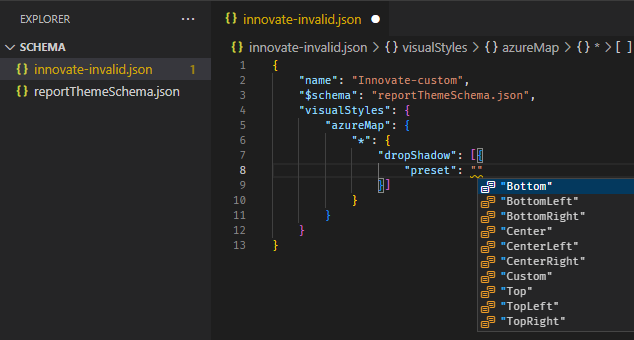 EXPLORER
···
{} innovate-invalid.json ●
SCHEMA
{} innovate-invalid.json 1
{} reportThemeSchema.json
{} innovate-invalid.json > {} visualStyles > {} azureMap > {} * > [ ]
1 {
2 "name": "Innovate-custom",
3 "$schema": "reportThemeSchema.json",
4 "visualStyles": {
5 "azureMap": {
6 "*": {
7 "dropShadow": [{
8 "preset": ""
9 }]
10 }
11 }
12 }
13 }
"Bottom"
"BottomLeft"
"BottomRight"
"Center"
"CenterLeft"
"CenterRight"
"Custom"
"Top"
"TopLeft"
"TopRight"